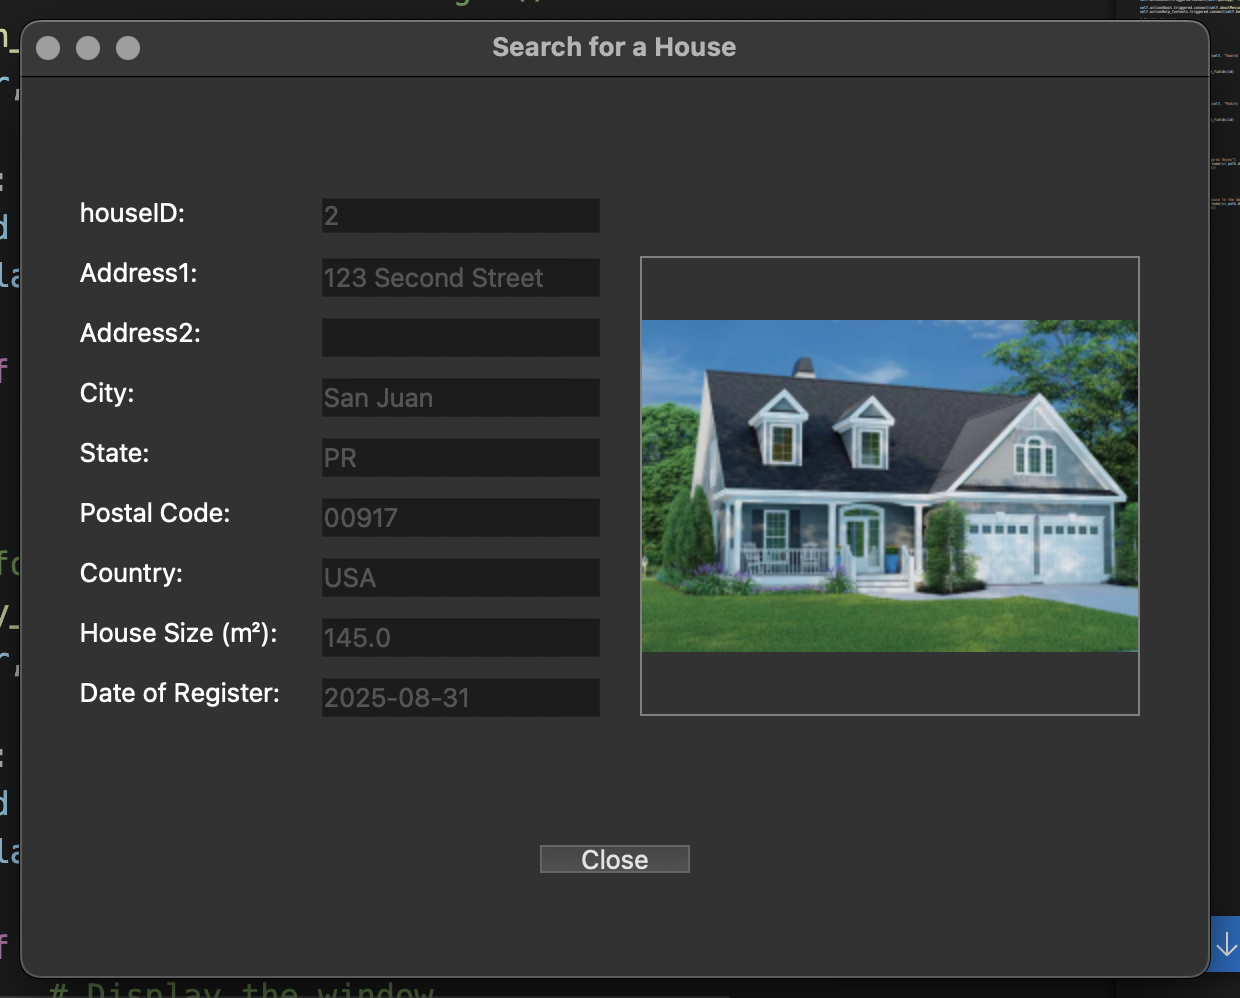 Search for a House
houseID:
2
Address1:
123 Second Street
Address2:
City:
San Juan
State:
PR
Postal Code:
00917
Country:
USA
House Size (m²):
145.0
Date of Register:
2025-08-31
Close
# Display the window